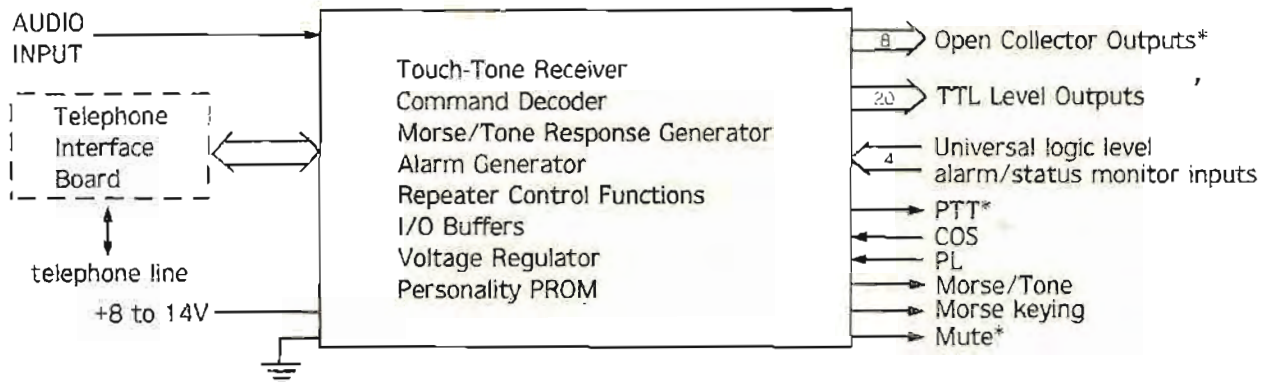 AUDIO
INPUT
Telephone
Interface
Board
telephone line
+8 to 14V
Touch-Tone Receiver
Command Decoder
Morse/Tone Response Generator
Alarm Generator
Repeater Control Functions
I/O Buffers
Voltage Regulator
Personality PROM
8 Open Collector Outputs*
20 TTL Level Outputs
4 Universal logic level
alarm/status monitor inputs
PTT*
COS
PL
Morse/Tone
Morse keying
Mute*